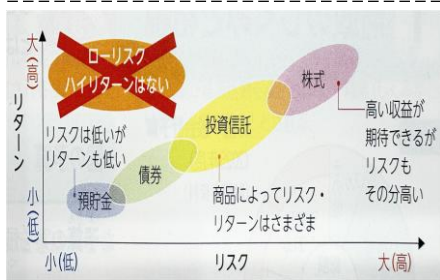 大(高)
リターン
小(低)
ローリスク
ハイリターンはない
リスクは低いが
リターンも低い
預貯金
債券
投資信託
株式
高い収益が
期待できるが
リスクも
その分高い
商品によってリスク・
リターンはさまざま
小(低)
リスク
大(高)